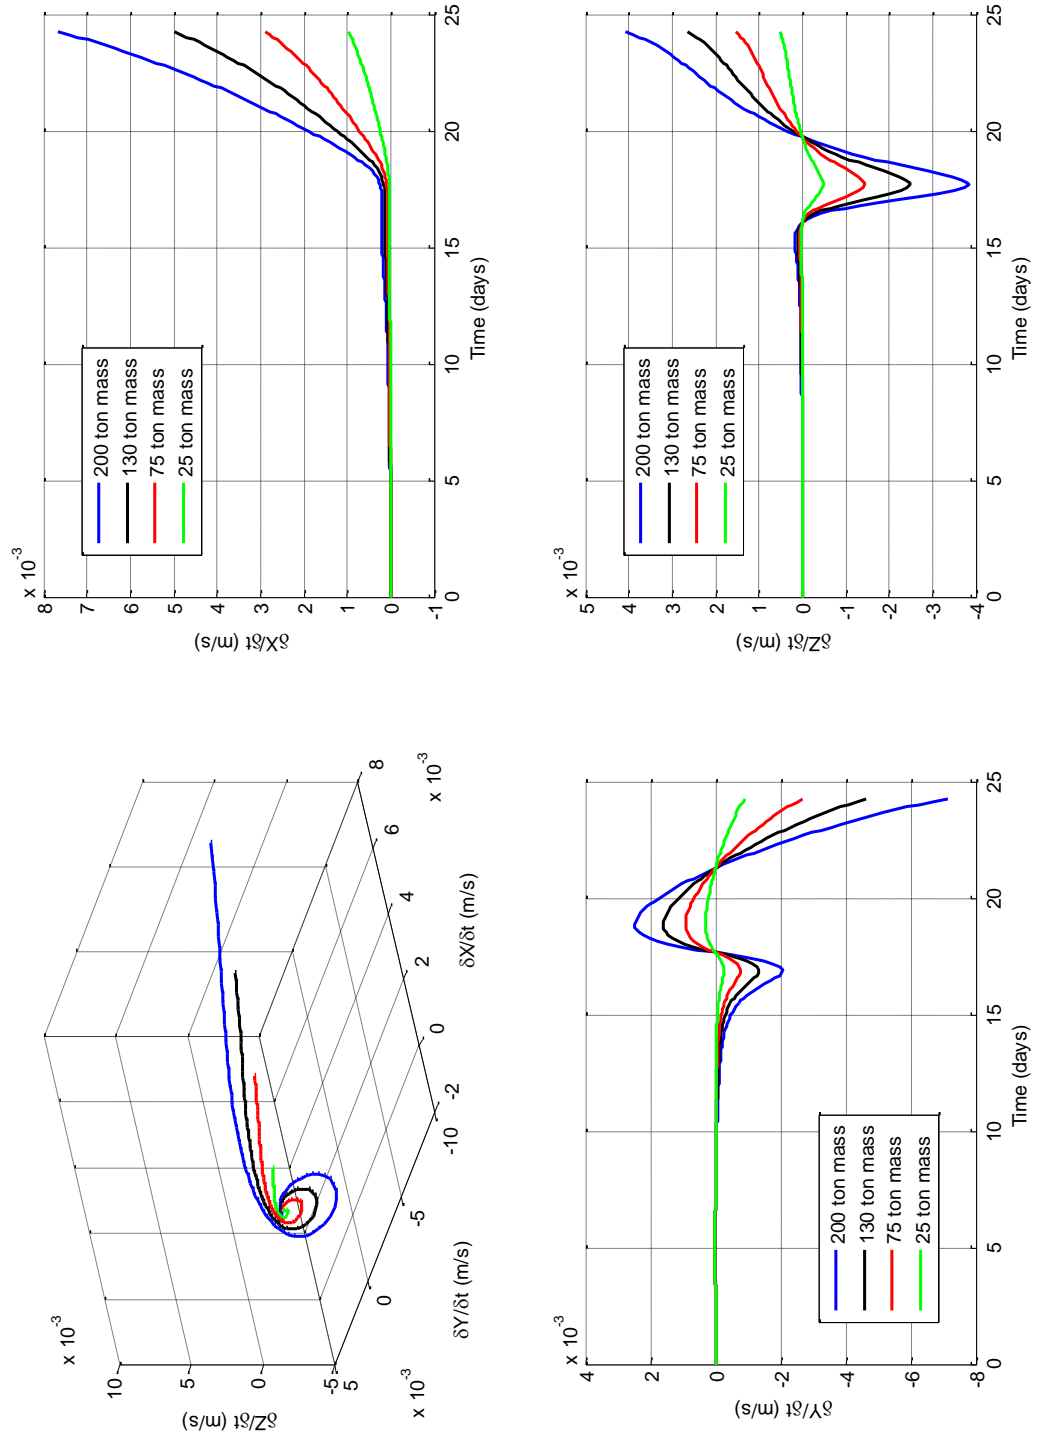 x 10⁻³
10
5
0
-5
δZ/δt (m/s)
5
0
-5
-10
x 10⁻³
δY/δt (m/s)
-2
0
2
4
6
8
x 10⁻³
δX/δt (m/s)
x 10⁻³
8
7
6
5
4
3
2
1
0
-1
δX/δt (m/s)
200 ton mass
130 ton mass
75 ton mass
25 ton mass
0 5 10 15 20 25
Time (days)
x 10⁻³
4
2
0
-2
-4
-6
-8
δY/δt (m/s)
200 ton mass
130 ton mass
75 ton mass
25 ton mass
0 5 10 15 20 25
Time (days)
x 10⁻³
5
4
3
2
1
0
-1
-2
-3
-4
δZ/δt (m/s)
200 ton mass
130 ton mass
75 ton mass
25 ton mass
0 5 10 15 20 25
Time (days)